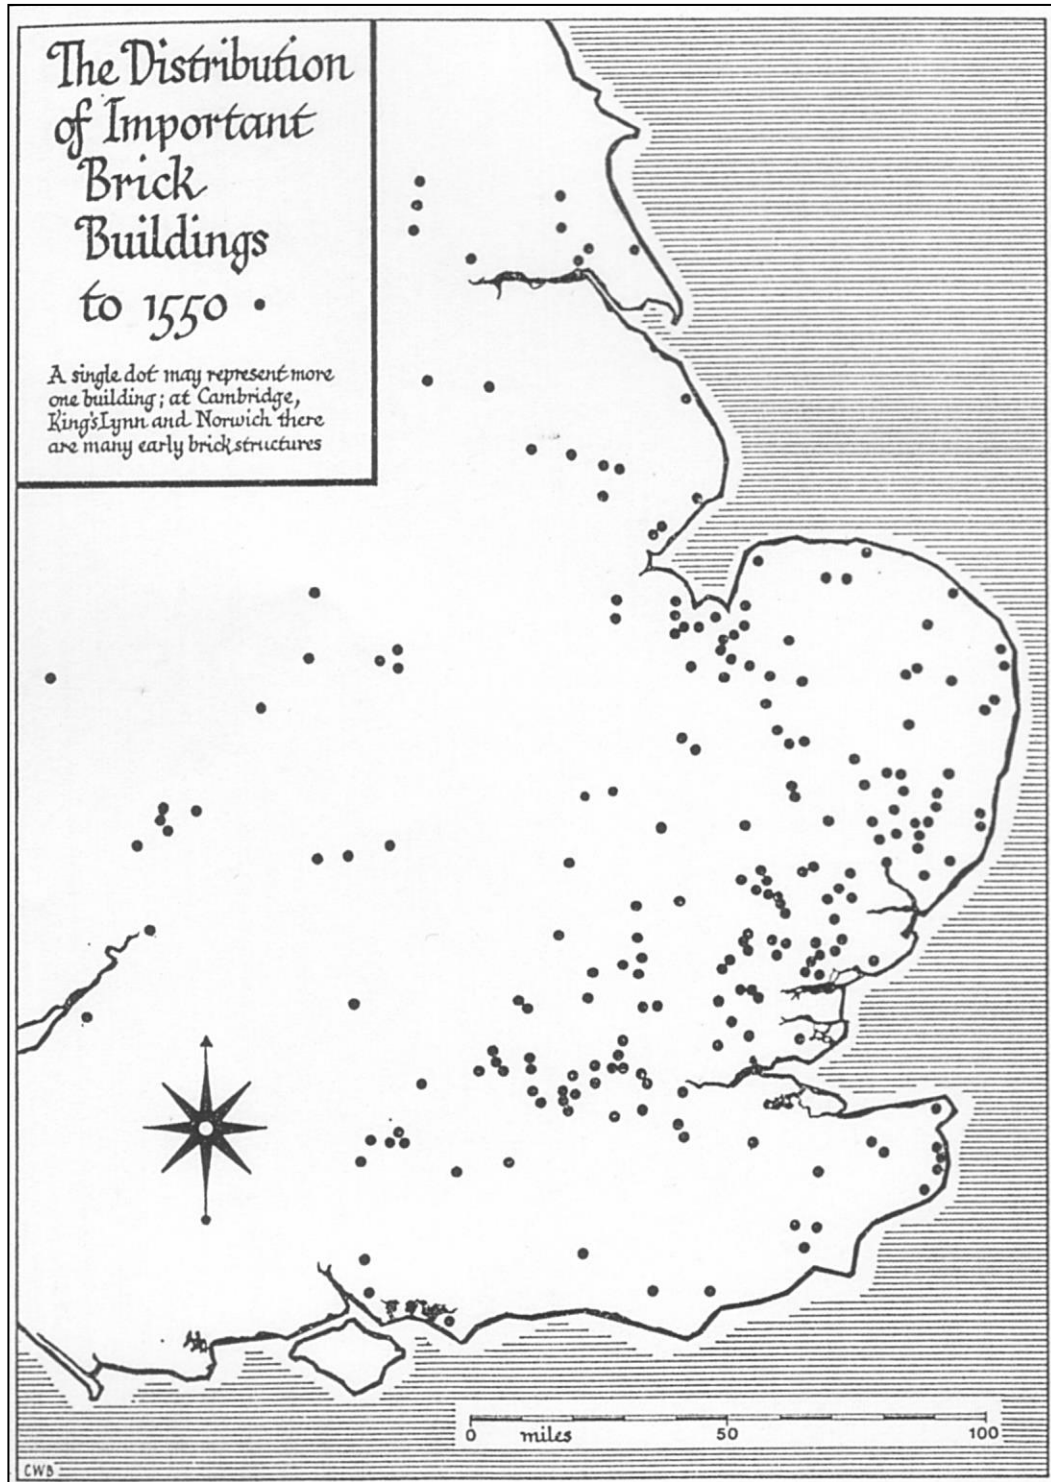 The Distribution
of Important
Brick
Buildings
to 1550
A single dot may represent more
one building; at Cambridge,
King's Lynn and Norwich there
are many early brick structures
0 miles 50 100
CWB